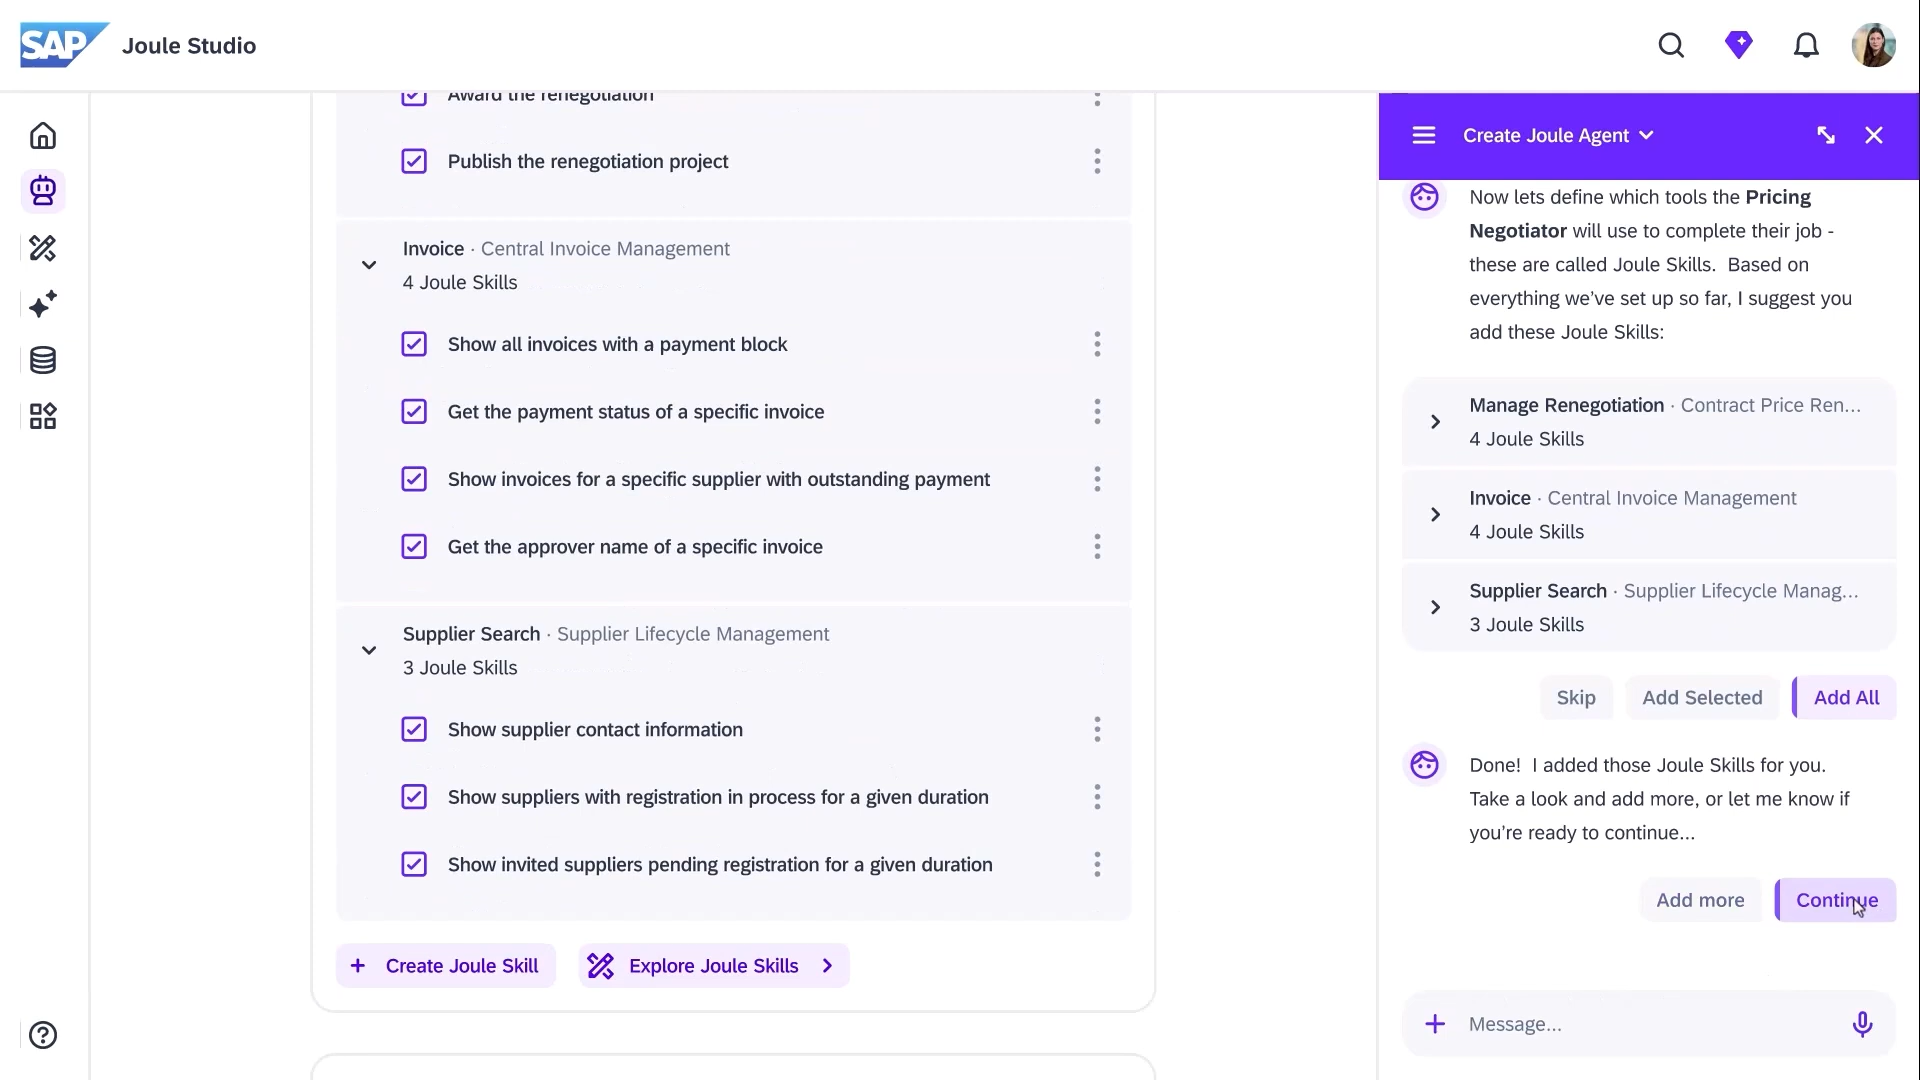 SAP Joule Studio
Award the renegotiation
Publish the renegotiation project
Invoice · Central Invoice Management
4 Joule Skills
Show all invoices with a payment block
Get the payment status of a specific invoice
Show invoices for a specific supplier with outstanding payment
Get the approver name of a specific invoice
Supplier Search · Supplier Lifecycle Management
3 Joule Skills
Show supplier contact information
Show suppliers with registration in process for a given duration
Show invited suppliers pending registration for a given duration
+ Create Joule Skill
Explore Joule Skills
Create Joule Agent
Now lets define which tools the Pricing
Negotiator will use to complete their job -
these are called Joule Skills.  Based on
everything we’ve set up so far, I suggest you
add these Joule Skills:
Manage Renegotiation · Contract Price Ren...
4 Joule Skills
Invoice · Central Invoice Management
4 Joule Skills
Supplier Search · Supplier Lifecycle Manag...
3 Joule Skills
Skip
Add Selected
Add All
Done!  I added those Joule Skills for you.
Take a look and add more, or let me know if
you’re ready to continue...
Add more
Continue
Message...